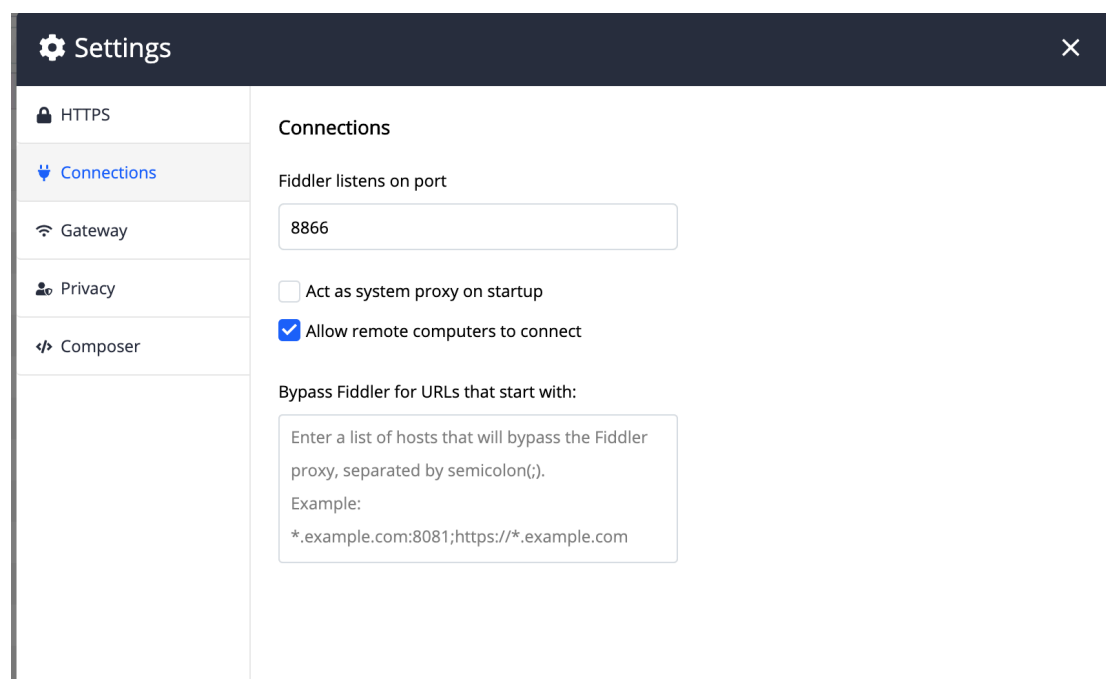 Settings
HTTPS
Connections
Gateway
Privacy
Composer
Connections
Fiddler listens on port
8866
Act as system proxy on startup
Allow remote computers to connect
Bypass Fiddler for URLs that start with:
Enter a list of hosts that will bypass the Fiddler
proxy, separated by semicolon(;).
Example:
*.example.com:8081;https://*.example.com